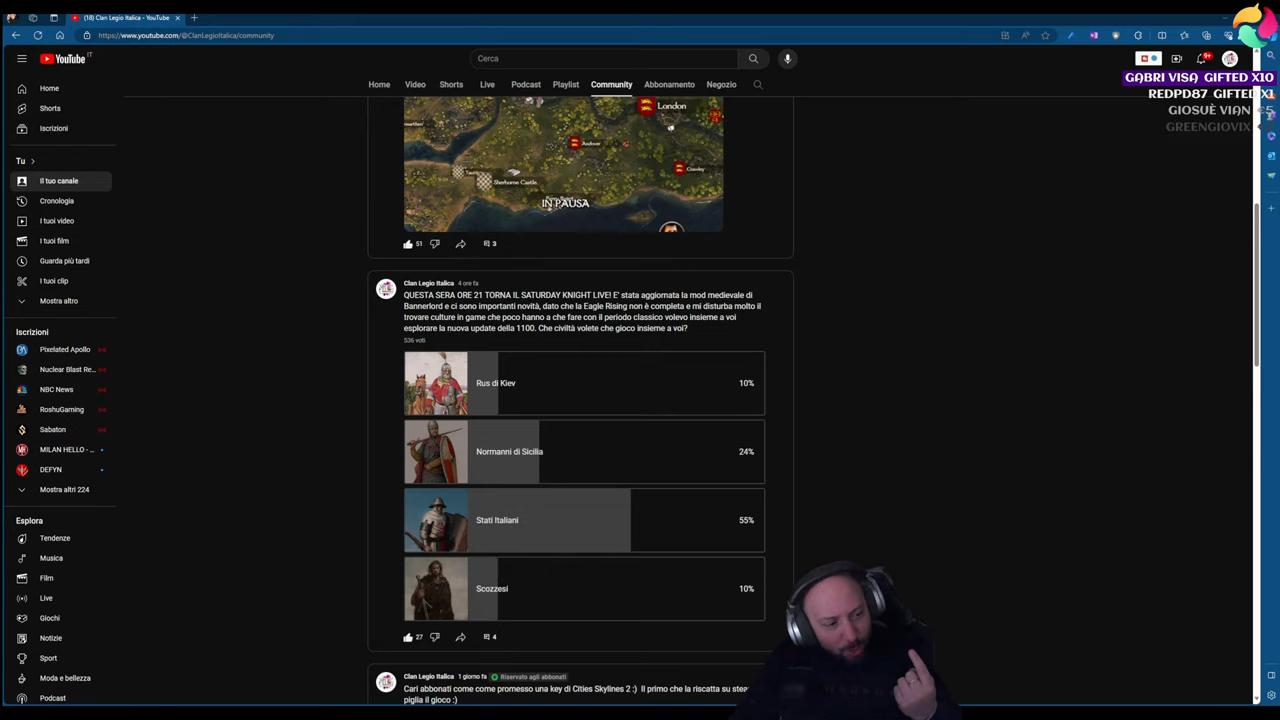 (18) Clan Legio Italica - YouTube
https://www.youtube.com/@ClanLegioItalica/community
YouTube IT
Cerca
9+
Home
Video
Shorts
Live
Podcast
Playlist
Community
Abbonamento
Negozio
GABRI VISA GIFTED X10
REDPD87 GIFTED X1
GIOSUÈ VIAN €5
GREENGIOVIX
Home
Shorts
Iscrizioni
Tu
Il tuo canale
Cronologia
I tuoi video
I tuoi film
Guarda più tardi
I tuoi clip
Mostra altro
Iscrizioni
Pixelated Apollo
Nuclear Blast Re...
NBC News
RoshuGaming
Sabaton
MILAN HELLO - ...
DEFYN
Mostra altri 224
Esplora
Tendenze
Musica
Film
Live
Giochi
Notizie
Sport
Moda e bellezza
Podcast
London
Andover
Crawley
Sherborne Castle
IN PAUSA
51
3
Clan Legio Italica 4 ore fa
QUESTA SERA ORE 21 TORNA IL SATURDAY KNIGHT LIVE! E' stata aggiornata la mod medievale di
Bannerlord e ci sono importanti novità, dato che la Eagle Rising non è completa e mi disturba molto il
trovare culture in game che poco hanno a che fare con il periodo classico volevo insieme a voi
esplorare la nuova update della 1100. Che civiltà volete che gioco insieme a voi?
536 voti
Rus di Kiev 10%
Normanni di Sicilia 24%
Stati Italiani 55%
Scozzesi 10%
27
4
Clan Legio Italica 1 giorno fa Riservato agli abbonati
Cari abbonati come come promesso una key di Cities Skylines 2 :) Il primo che la riscatta su
piglia il gioco :)